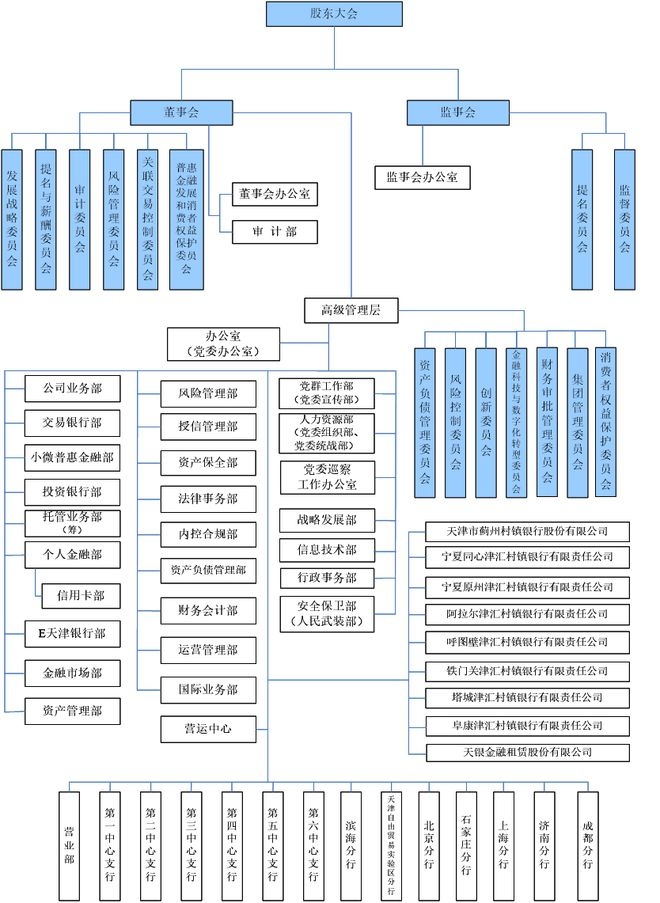 股东大会
董事会
监事会
发展战略委员会
提名与薪酬委员会
审计委员会
风险管理委员会
关联交易控制委员会
普惠金融发展和消费者权益保护委员会
董事会办公室
审计部
监事会办公室
提名委员会
监督委员会
高级管理层
办公室
（党委办公室）
资产负债管理委员会
风险控制委员会
创新委员会
金融科技与数字化转型委员会
财务审批管理委员会
集团管理委员会
消费者权益保护委员会
公司业务部
交易银行部
小微普惠金融部
投资银行部
托管业务部
（筹）
个人金融部
信用卡部
E天津银行部
金融市场部
资产管理部
风险管理部
授信管理部
资产保全部
法律事务部
内控合规部
资产负债管理部
财务会计部
运营管理部
国际业务部
营运中心
党群工作部
（党委宣传部）
人力资源部
（党委组织部、
党委统战部）
党委巡察
工作办公室
战略发展部
信息技术部
行政事务部
安全保卫部
（人民武装部）
天津市蓟州村镇银行股份有限公司
宁夏同心津汇村镇银行有限责任公司
宁夏原州津汇村镇银行有限责任公司
阿拉尔津汇村镇银行有限责任公司
呼图壁津汇村镇银行有限责任公司
铁门关津汇村镇银行有限责任公司
塔城津汇村镇银行有限责任公司
阜康津汇村镇银行有限责任公司
天银金融租赁股份有限公司
营业部
第一中心支行
第二中心支行
第三中心支行
第四中心支行
第五中心支行
第六中心支行
滨海分行
天津自由贸易实验区分行
北京分行
石家庄分行
上海分行
济南分行
成都分行